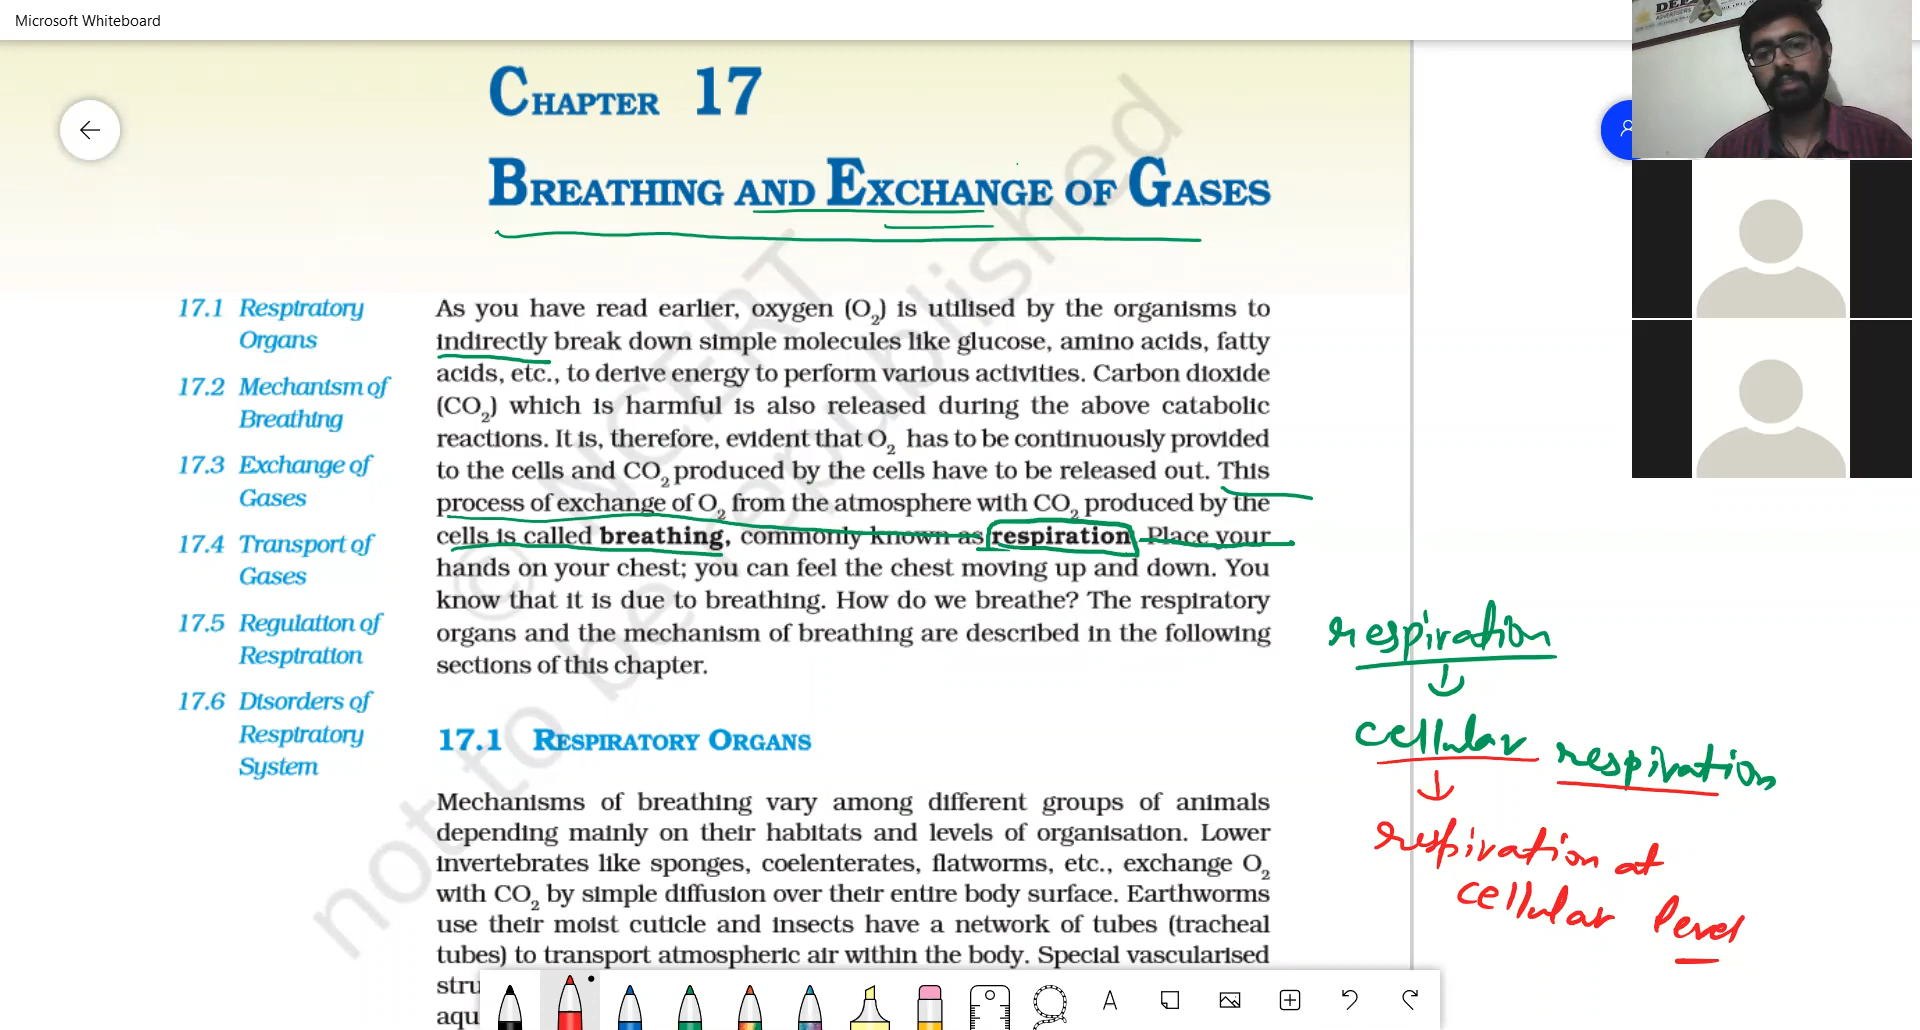 Microsoft Whiteboard
CHAPTER 17
BREATHING AND EXCHANGE OF GASES
17.1 Respiratory Organs
17.2 Mechanism of Breathing
17.3 Exchange of Gases
17.4 Transport of Gases
17.5 Regulation of Respiration
17.6 Disorders of Respiratory System
As you have read earlier, oxygen (O₂) is utilised by the organisms to
indirectly break down simple molecules like glucose, amino acids, fatty
acids, etc., to derive energy to perform various activities. Carbon dioxide
(CO₂) which is harmful is also released during the above catabolic
reactions. It is, therefore, evident that O₂ has to be continuously provided
to the cells and CO₂ produced by the cells have to be released out. This
process of exchange of O₂ from the atmosphere with CO₂ produced by the
cells is called breathing, commonly known as respiration. Place your
hands on your chest; you can feel the chest moving up and down. You
know that it is due to breathing. How do we breathe? The respiratory
organs and the mechanism of breathing are described in the following
sections of this chapter.
17.1 RESPIRATORY ORGANS
Mechanisms of breathing vary among different groups of animals
depending mainly on their habitats and levels of organisation. Lower
invertebrates like sponges, coelenterates, flatworms, etc., exchange O₂
with CO₂ by simple diffusion over their entire body surface. Earthworms
use their moist cuticle and insects have a network of tubes (tracheal
tubes) to transport atmospheric air within the body. Special vascularised
stru
aqu
© NCERT
not to be republished
respiration
cellular respiration
respiration at
cellular level
A